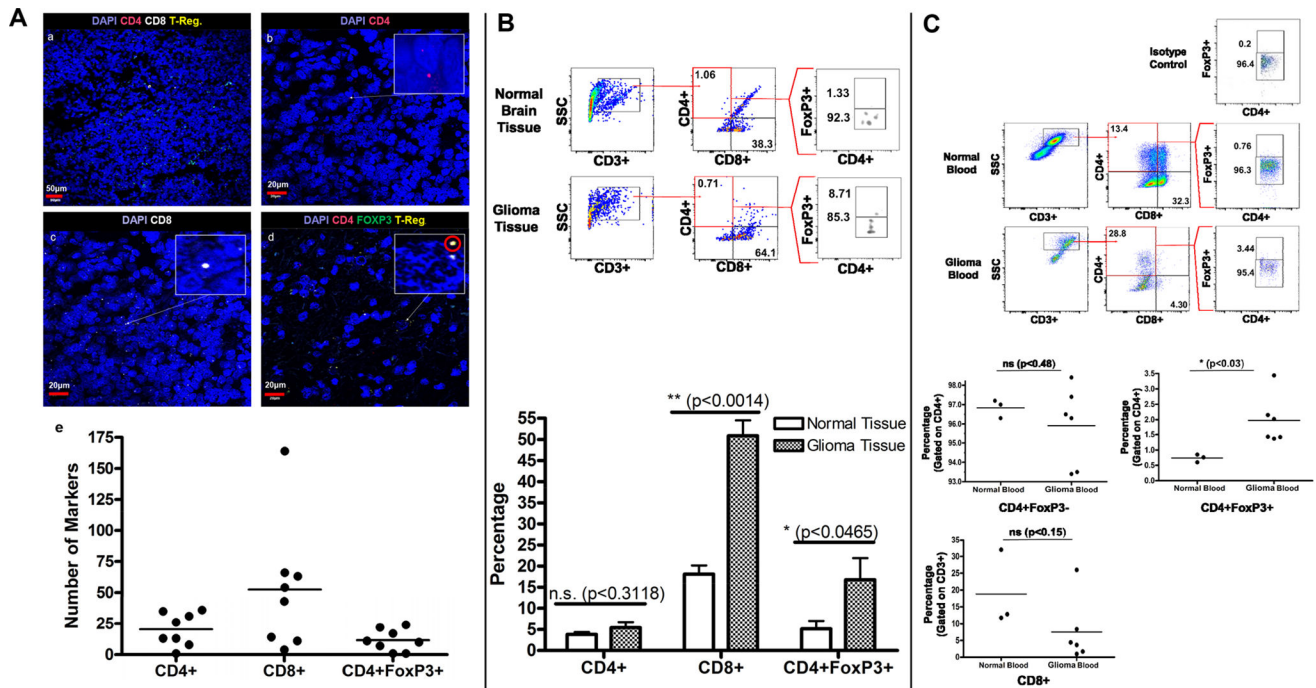 A
DAPI CD4 CD8 T-Reg.
a
50µm
DAPI CD4
b
20µm
DAPI CD8
c
20µm
DAPI CD4 FOXP3 T-Reg
d
20µm
e
Number of Markers
175
150
125
100
75
50
25
0
CD4+
CD8+
CD4+FoxP3+
B
Normal Brain Tissue
SSC
CD3+
1.06
38.3
CD4+
CD8+
FoxP3+
1.33
92.3
CD4+
Glioma Tissue
SSC
CD3+
0.71
64.1
CD4+
CD8+
FoxP3+
8.71
85.3
CD4+
Percentage
55
50
45
40
35
30
25
20
15
10
5
0
n.s. (p<0.3118)
** (p<0.0014)
* (p<0.0465)
Normal Tissue
Glioma Tissue
CD4+
CD8+
CD4+FoxP3+
C
Isotype Control
FoxP3+
0.2
96.4
CD4+
Normal Blood
SSC
CD3+
13.4
32.3
CD4+
CD8+
FoxP3+
0.76
96.3
CD4+
Glioma Blood
SSC
CD3+
28.8
4.30
CD4+
CD8+
FoxP3+
3.44
95.4
CD4+
ns (p<0.48)
Percentage
(Gated on CD4+)
98.0
97.0
96.0
95.0
94.0
93.0
Normal Blood
Glioma Blood
CD4+FoxP3-
* (p<0.03)
Percentage
(Gated on CD4+)
3.5
3.0
2.5
2.0
1.5
1.0
0.5
0.0
Normal Blood
Glioma Blood
CD4+FoxP3+
ns (p<0.15)
Percentage
(Gated on CD3+)
35
30
25
20
15
10
5
0
Normal Blood
Glioma Blood
CD8+